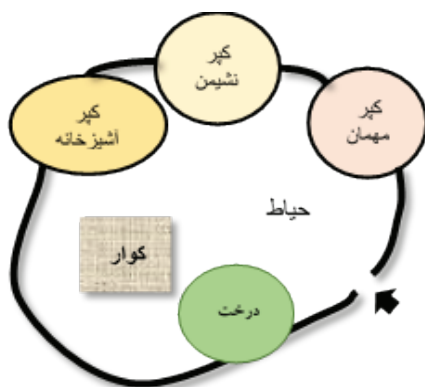 کپر
نشیمن
کپر
مهمان
کپر
آشپزخانه
حیاط
کوار
درخت